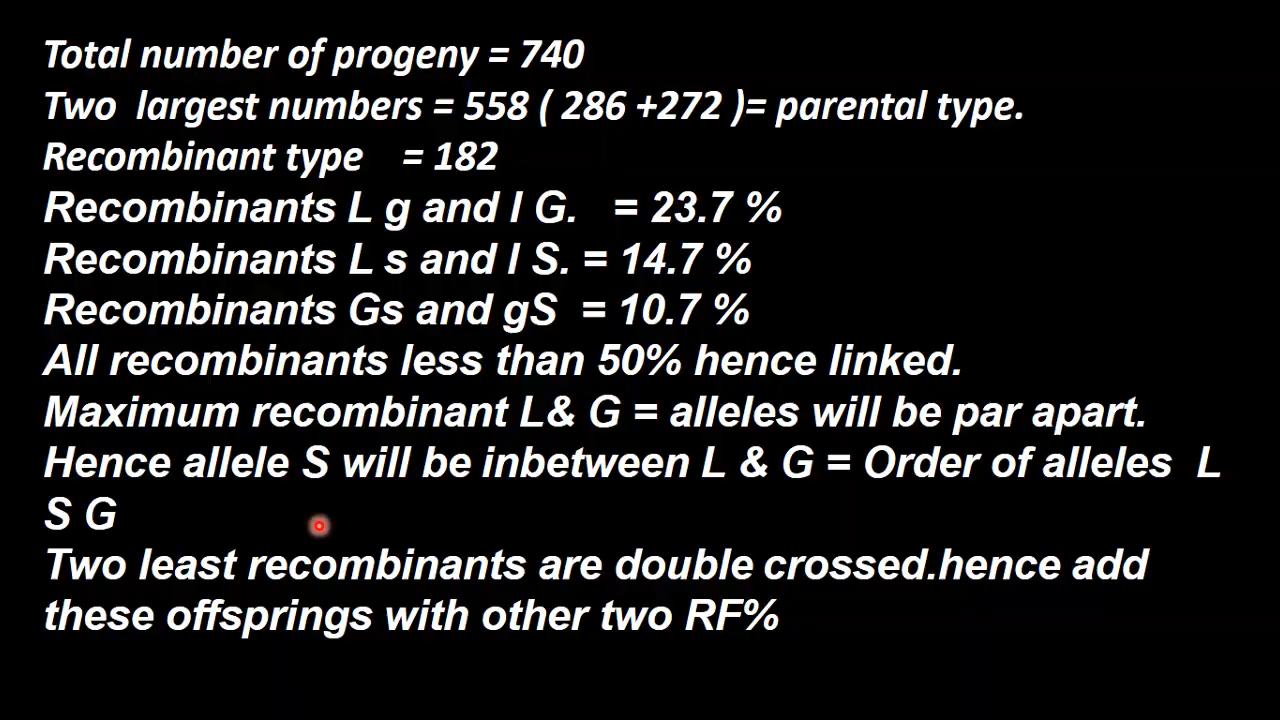 Total number of progeny = 740
Two largest numbers = 558 ( 286 +272 )= parental type.
Recombinant type = 182
Recombinants L g and l G. = 23.7 %
Recombinants L s and l S. = 14.7 %
Recombinants Gs and gS = 10.7 %
All recombinants less than 50% hence linked.
Maximum recombinant L& G = alleles will be par apart.
Hence allele S will be inbetween L & G = Order of alleles L
S G
Two least recombinants are double crossed.hence add
these offsprings with other two RF%